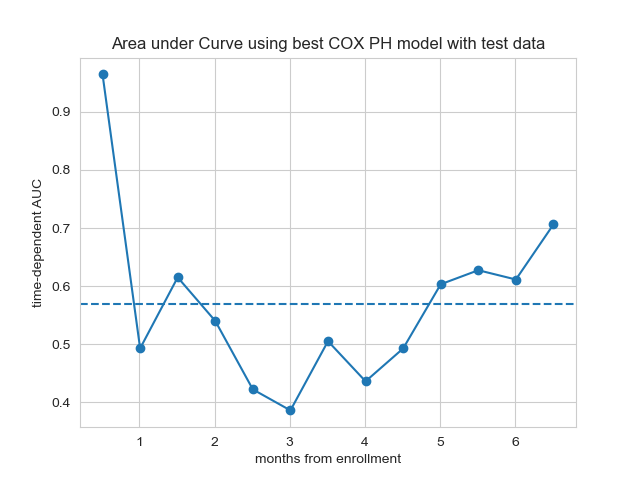 Area under Curve using best COX PH model with test data
time-dependent AUC
0.9
0.8
0.7
0.6
0.5
0.4
1 2 3 4 5 6
months from enrollment